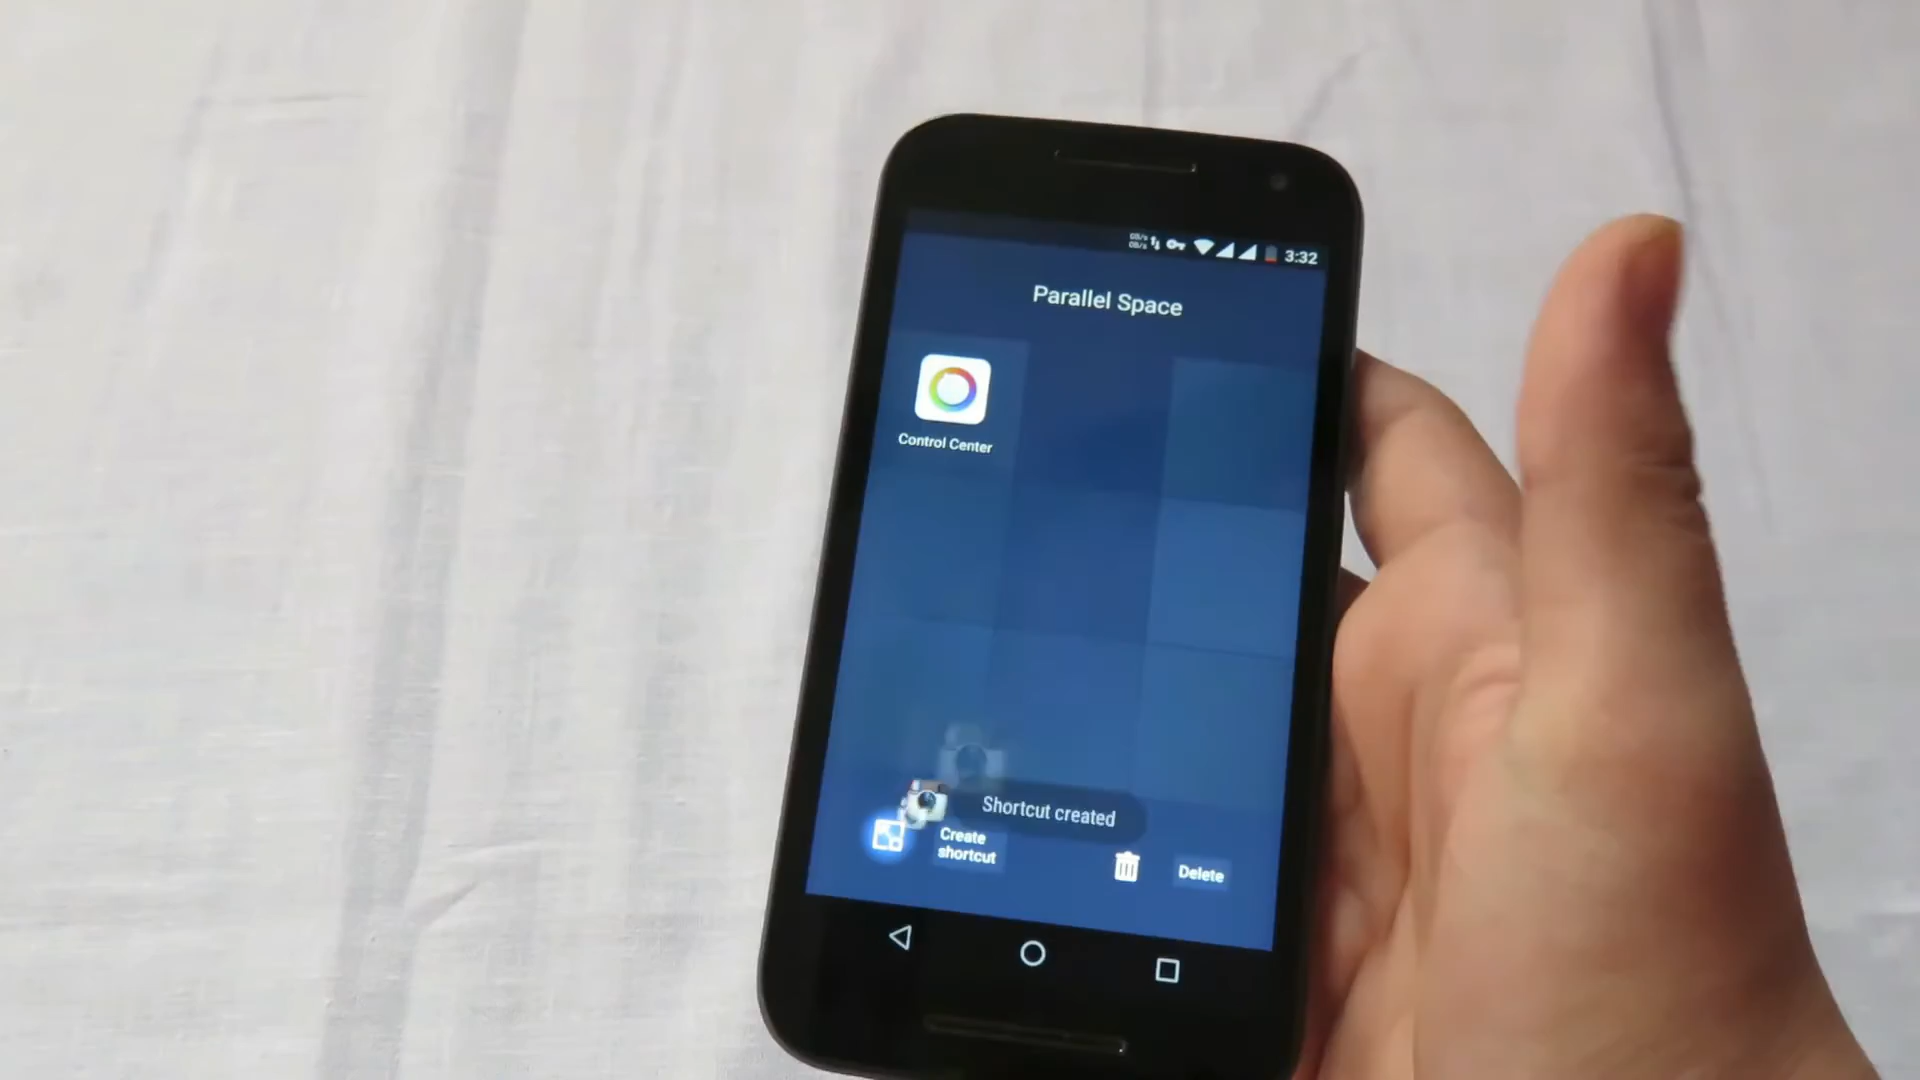 3:32
Parallel Space
Control Center
Shortcut created
Create
shortcut
Delete